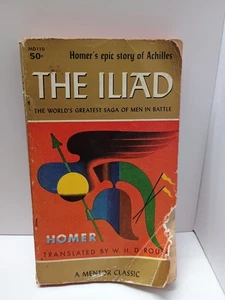 MD110
50¢
Homer's epic story of Achilles
THE ILIAD
THE WORLD'S GREATEST SAGA OF MEN IN BATTLE
HOMER
TRANSLATED BY W. H. D. ROUSE
A MENTOR CLASSIC